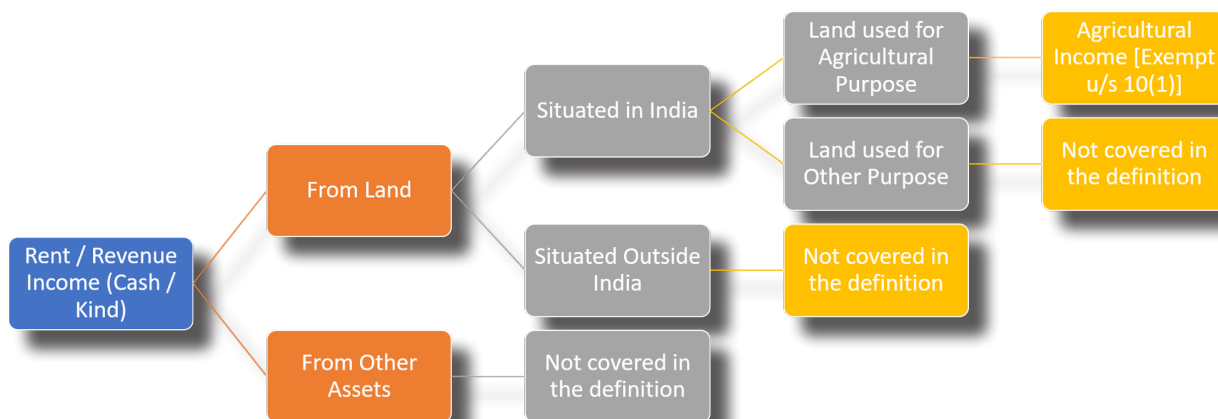 Rent / Revenue
Income (Cash /
Kind)
From Land
Situated in India
Land used for
Agricultural
Purpose
Agricultural
Income [Exempt
u/s 10(1)]
Land used for
Other Purpose
Not covered in
the definition
Situated Outside
India
Not covered in
the definition
From Other
Assets
Not covered in
the definition